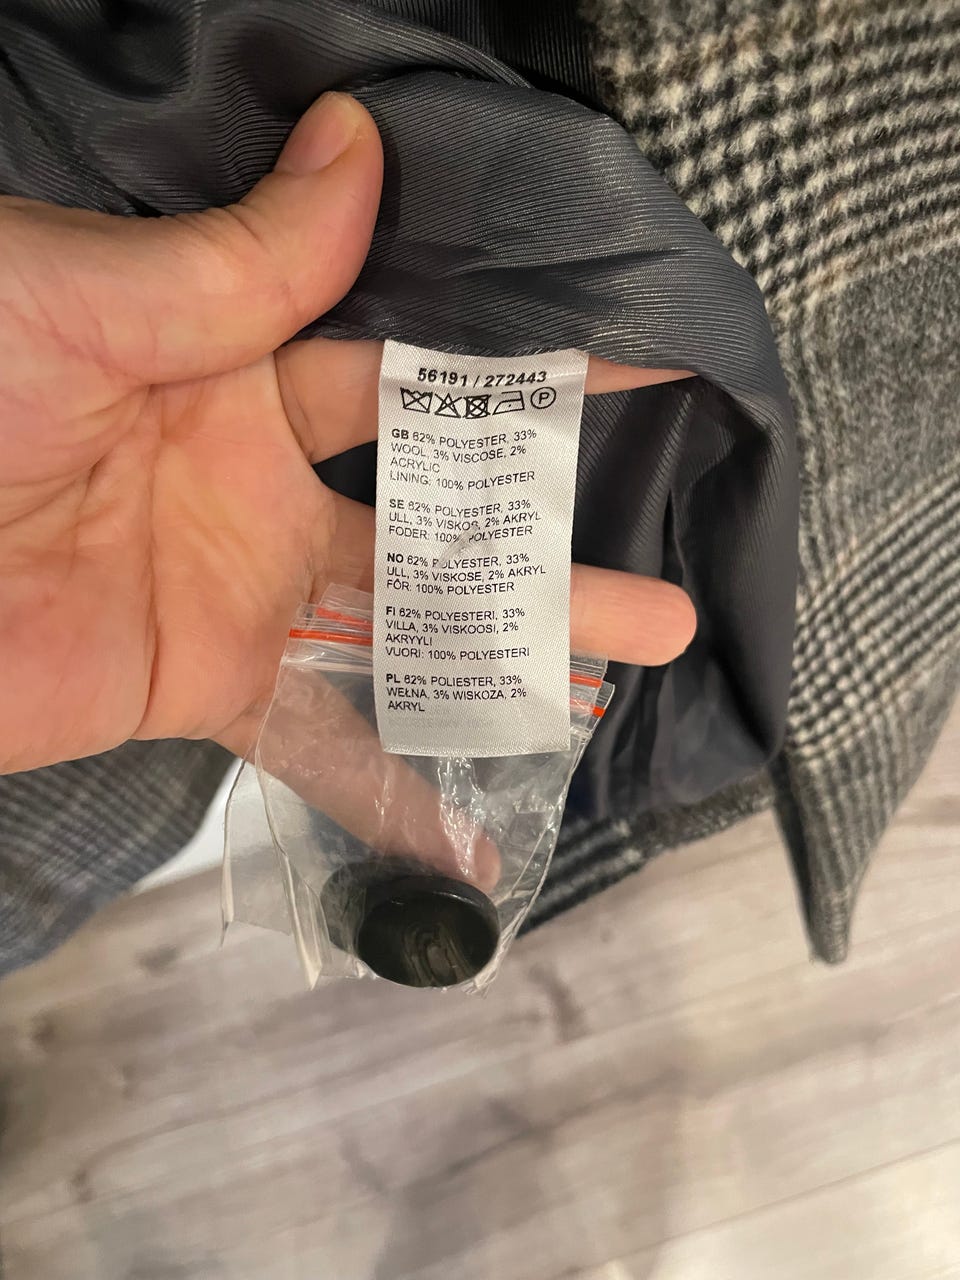 56191 / 272443
P
GB 62% POLYESTER, 33%
WOOL, 3% VISCOSE, 2%
ACRYLIC
LINING: 100% POLYESTER
SE 62% POLYESTER, 33%
ULL, 3% VISKOS, 2% AKRYL
FODER: 100% POLYESTER
NO 62% POLYESTER, 33%
ULL, 3% VISKOSE, 2% AKRYL
FÔR: 100% POLYESTER
FI 62% POLYESTERI, 33%
VILLA, 3% VISKOOSI, 2%
AKRYYLI
VUORI: 100% POLYESTERI
PL 62% POLIESTER, 33%
WEŁNA, 3% WISKOZA, 2%
AKRYL